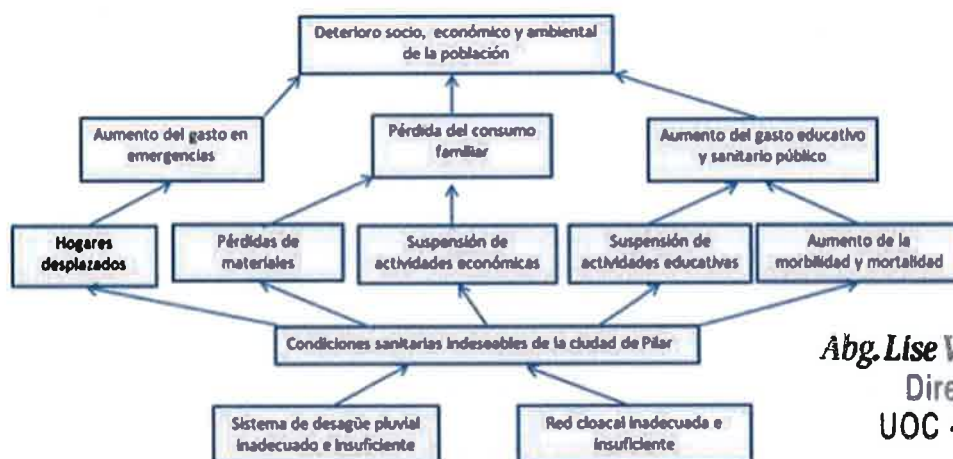 Deterioro socio, económico y ambiental
de la población
Aumento del gasto en
emergencias
Pérdida del consumo
familiar
Aumento del gasto educativo
y sanitario público
Hogares
desplazados
Pérdidas de
materiales
Suspensión de
actividades económicas
Suspensión de
actividades educativas
Aumento de la
morbilidad y mortalidad
Condiciones sanitarias indeseables de la ciudad de Pilar
Sistema de desagüe pluvial
inadecuado e insuficiente
Red cloacal inadecuada e
insuficiente
Abg. Lise
Dire
UOC -